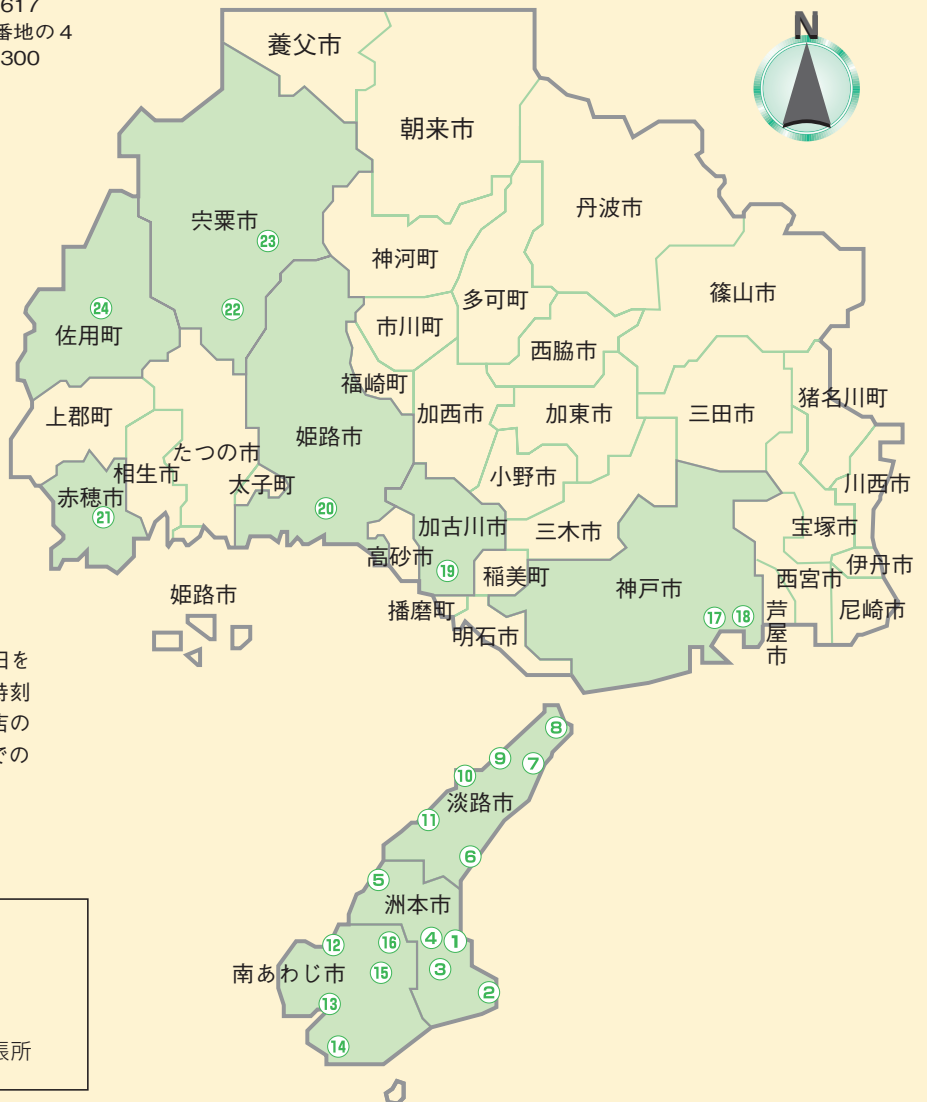 617
番地の4
300
N
養父市
朝来市
丹波市
宍粟市
㉓
神河町
篠山市
多可町
㉔
㉒
市川町
佐用町
西脇市
福崎町
猪名川町
上郡町
加西市
加東市
三田市
姫路市
たつの市
相生市
小野市
川西市
太子町
赤穂市
㉑
⑳
加古川市
宝塚市
三木市
高砂市
⑲
稲美町
伊丹市
西宮市
神戸市
姫路市
播磨町
⑰
⑱
芦屋市
尼崎市
明石市
日を
時刻
店の
での
⑧
⑨
⑦
⑩
淡路市
⑪
⑥
⑤
洲本市
④
①
⑫
⑯
③
南あわじ市
⑮
②
⑬
⑭
張所